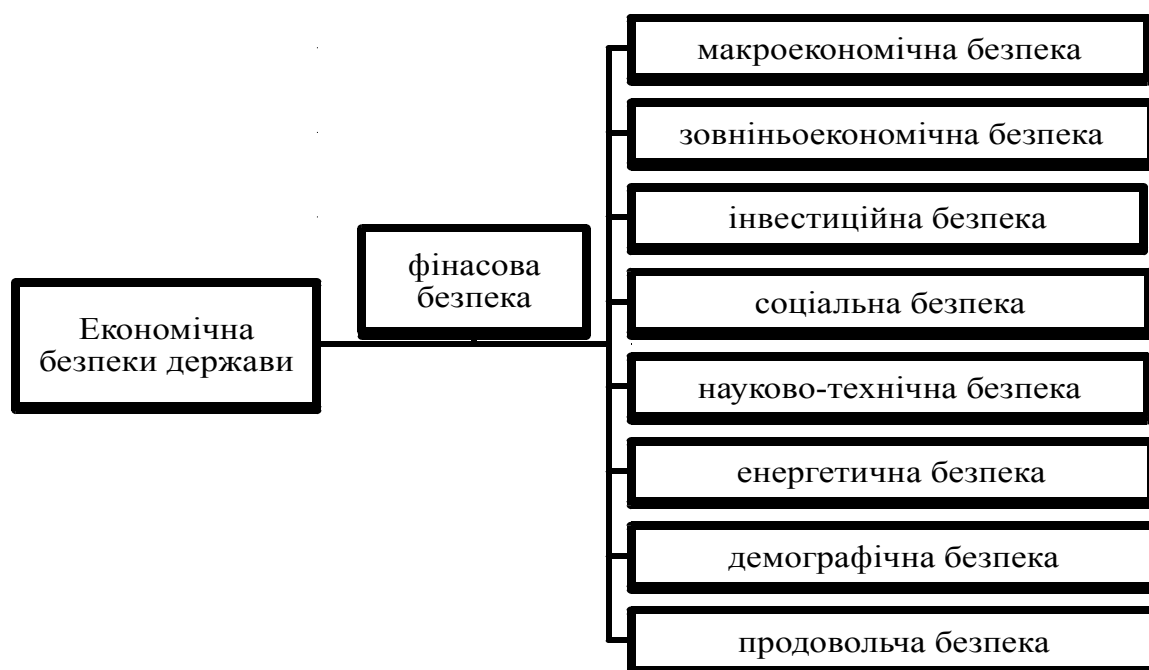 Економічна
безпеки держави
фінасова
безпека
макроекономічна безпека
зовніньоекономічна безпека
інвестиційна безпека
соціальна безпека
науково-технічна безпека
енергетична безпека
демографічна безпека
продовольча безпека